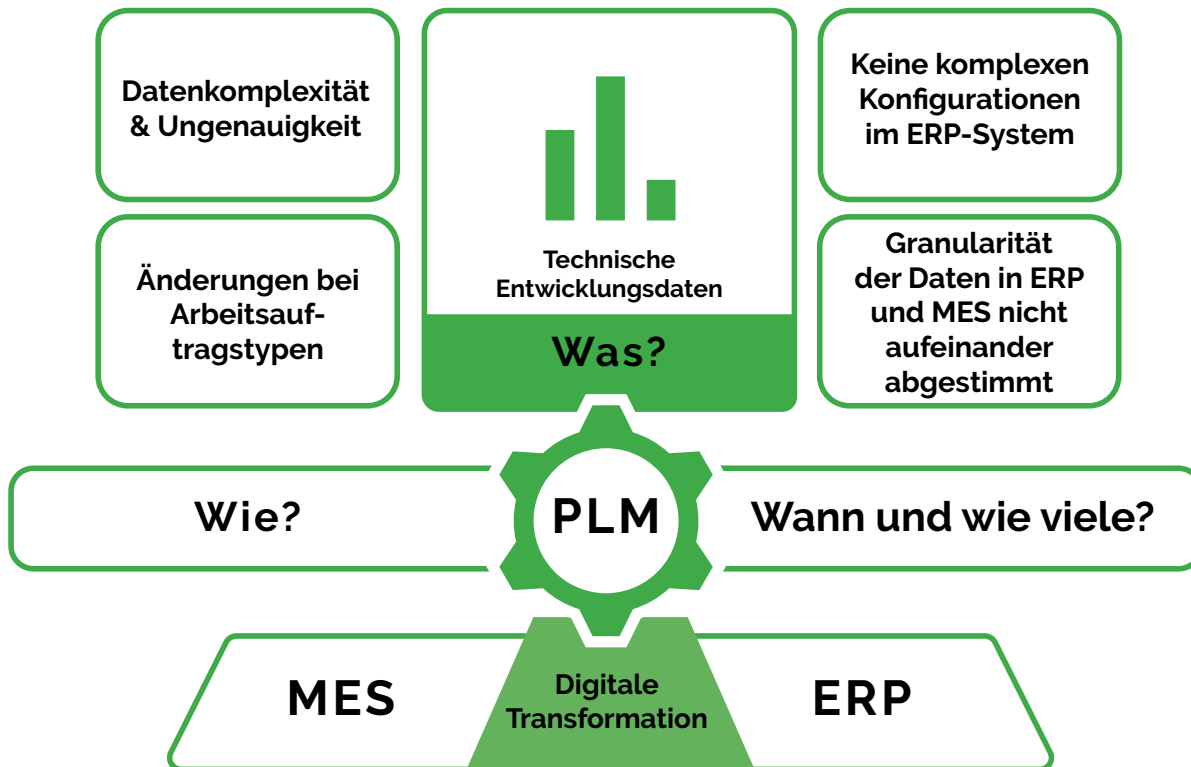 Datenkomplexität
& Ungenauigkeit
Änderungen bei
Arbeitsauf-
tragstypen
Technische
Entwicklungsdaten
Was?
Keine komplexen
Konfigurationen
im ERP-System
Granularität
der Daten in ERP
und MES nicht
aufeinander
abgestimmt
Wie?
PLM
Wann und wie viele?
MES
Digitale
Transformation
ERP